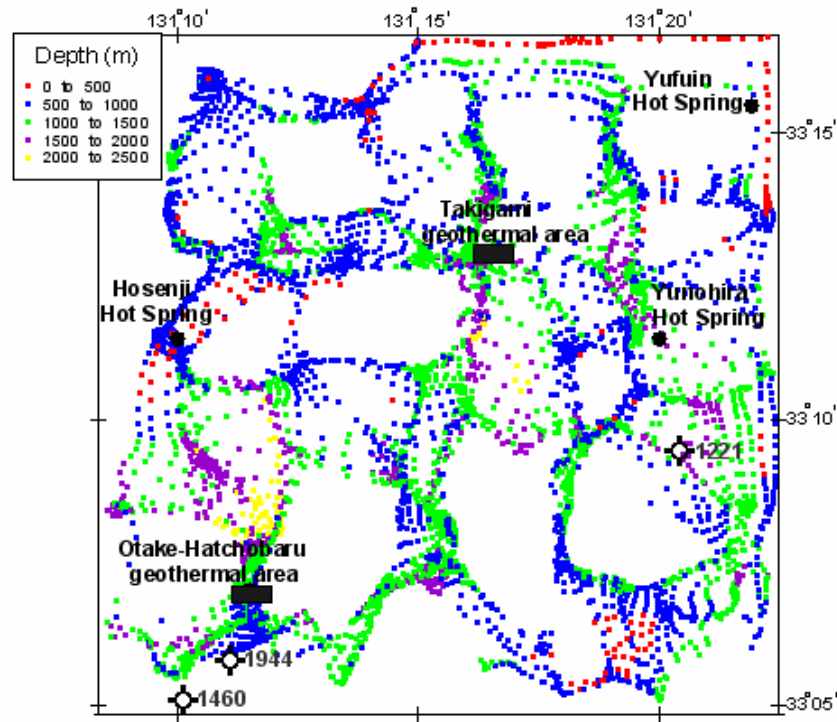 131°10'
131°15'
131°20'
Depth (m)
0 to 500
500 to 1000
1000 to 1500
1500 to 2000
2000 to 2500
Yufuin
Hot Spring
33°15'
Takigami
geothermal area
Hosenji
Hot Spring
Yunohira
Hot Spring
33°10'
1221
Otake-Hatchobaru
geothermal area
1944
1460
33°05'